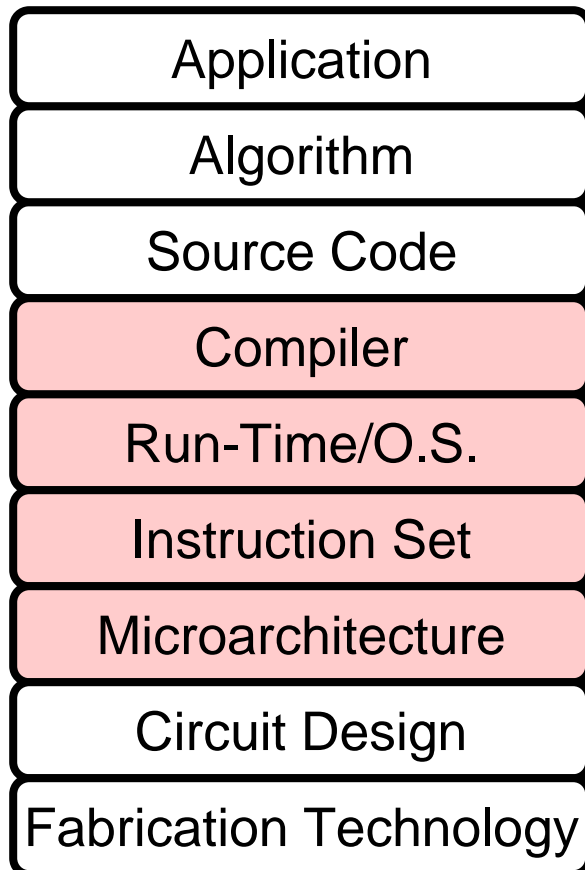 Application
Algorithm
Source Code
Compiler
Run-Time/O.S.
Instruction Set
Microarchitecture
Circuit Design
Fabrication Technology